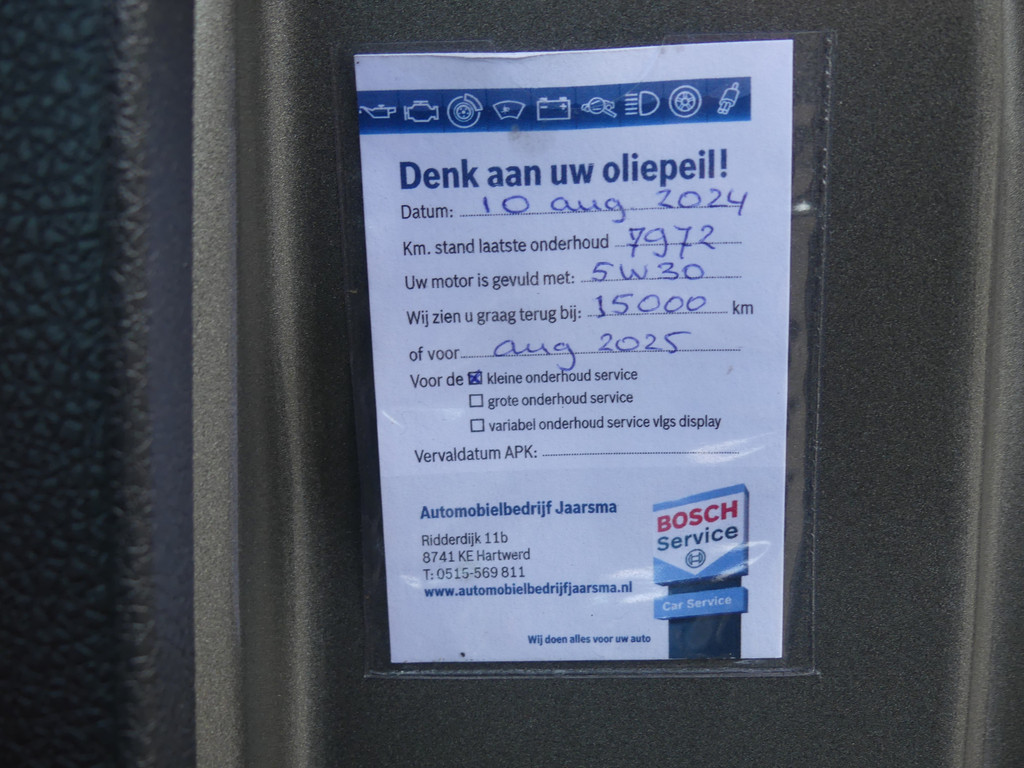 Denk aan uw oliepeil!
Datum: 10 aug 2024
Km. stand laatste onderhoud 7972
Uw motor is gevuld met: 5W30
Wij zien u graag terug bij: 15000 km
of voor aug 2025
Voor de ☒ kleine onderhoud service
☐ grote onderhoud service
☐ variabel onderhoud service vlgs display
Vervaldatum APK:
Automobielbedrijf Jaarsma
Ridderdijk 11b
8741 KE Hartwerd
T: 0515-569 811
www.automobielbedrijfjaarsma.nl
BOSCH
Service
Car Service
Wij doen alles voor uw auto